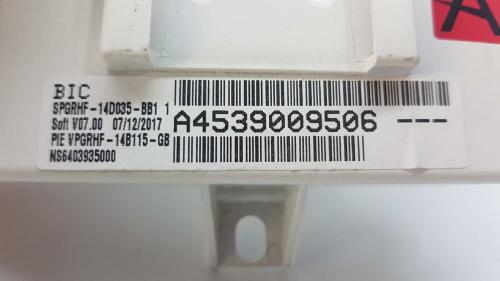 A
BIC
SPGRHF-14D035-BB1 1
Soft V07.00 07/12/2017
PIE VPGRHF-14B115-GB
NS6403935000
A4539009506 ---